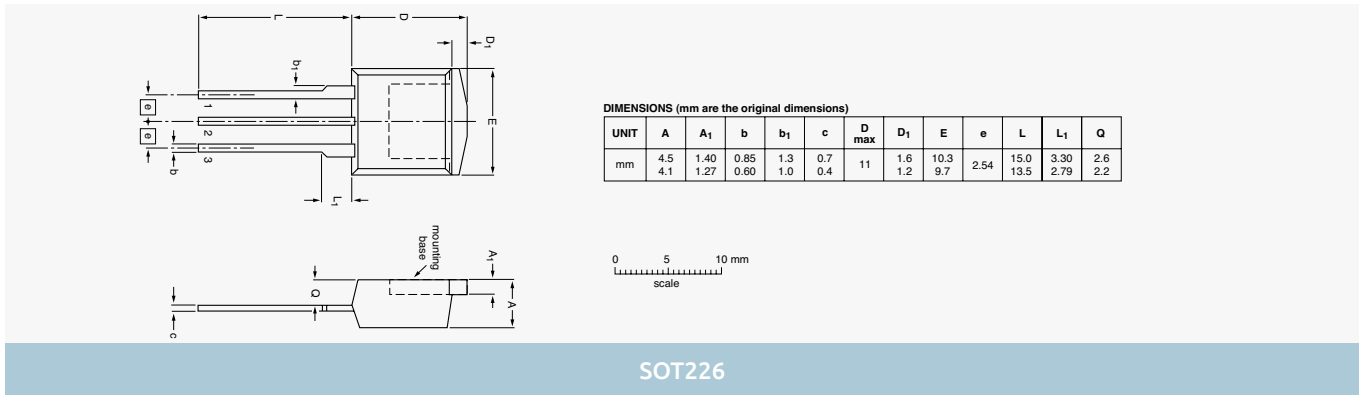 L
D
D1
b1
e
e
1
2
3
b
L1
E
DIMENSIONS (mm are the original dimensions)
UNIT A A1 b b1 c D max D1 E e L L1 Q
mm 4.5 4.1 1.40 1.27 0.85 0.60 1.3 1.0 0.7 0.4 11 1.6 1.2 10.3 9.7 2.54 15.0 13.5 3.30 2.79 2.6 2.2
mounting
base
A1
Q
A
c
0 5 10 mm
scale
SOT226